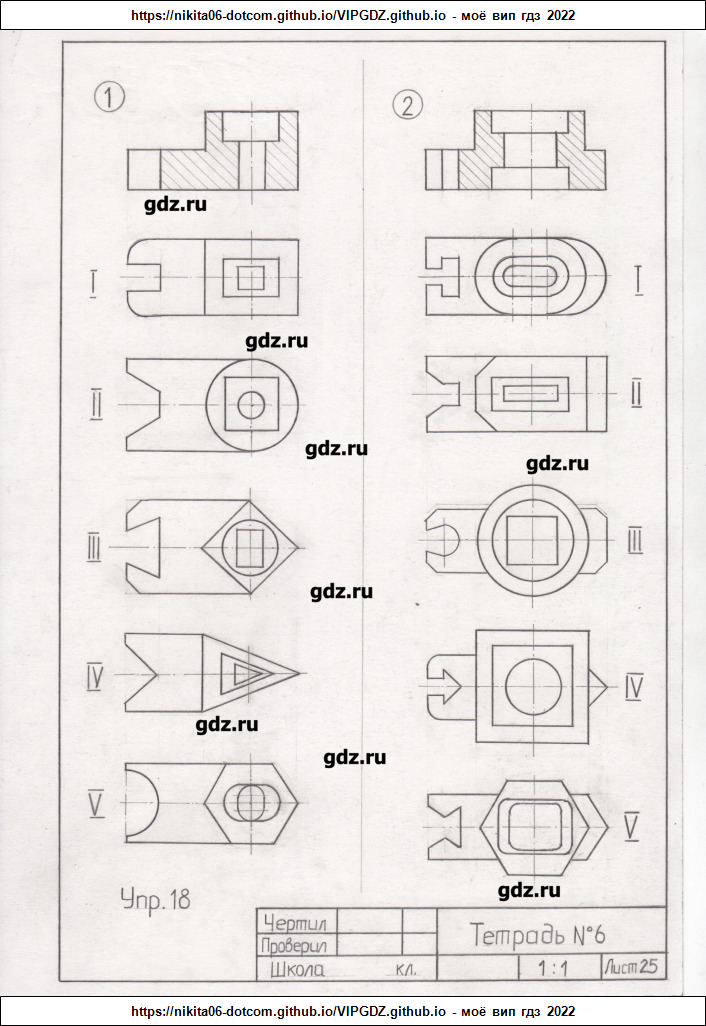 https://nikita06-dotcom.github.io/VIPGDZ.github.io - моё вип гдз 2022
1
2
gdz.ru
I
I
gdz.ru
II
II
gdz.ru
gdz.ru
III
III
gdz.ru
IV
IV
gdz.ru
gdz.ru
V
V
gdz.ru
Упр. 18
Чертил
Проверил
Тетрадь №6
Школа кл.
1:1
Лист 25
https://nikita06-dotcom.github.io/VIPGDZ.github.io - моё вип гдз 2022